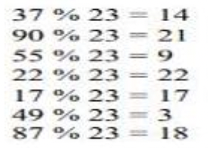 37 % 23 = 14
90 % 23 = 21
55 % 23 = 9
22 % 23 = 22
17 % 23 = 17
49 % 23 = 3
87 % 23 = 18